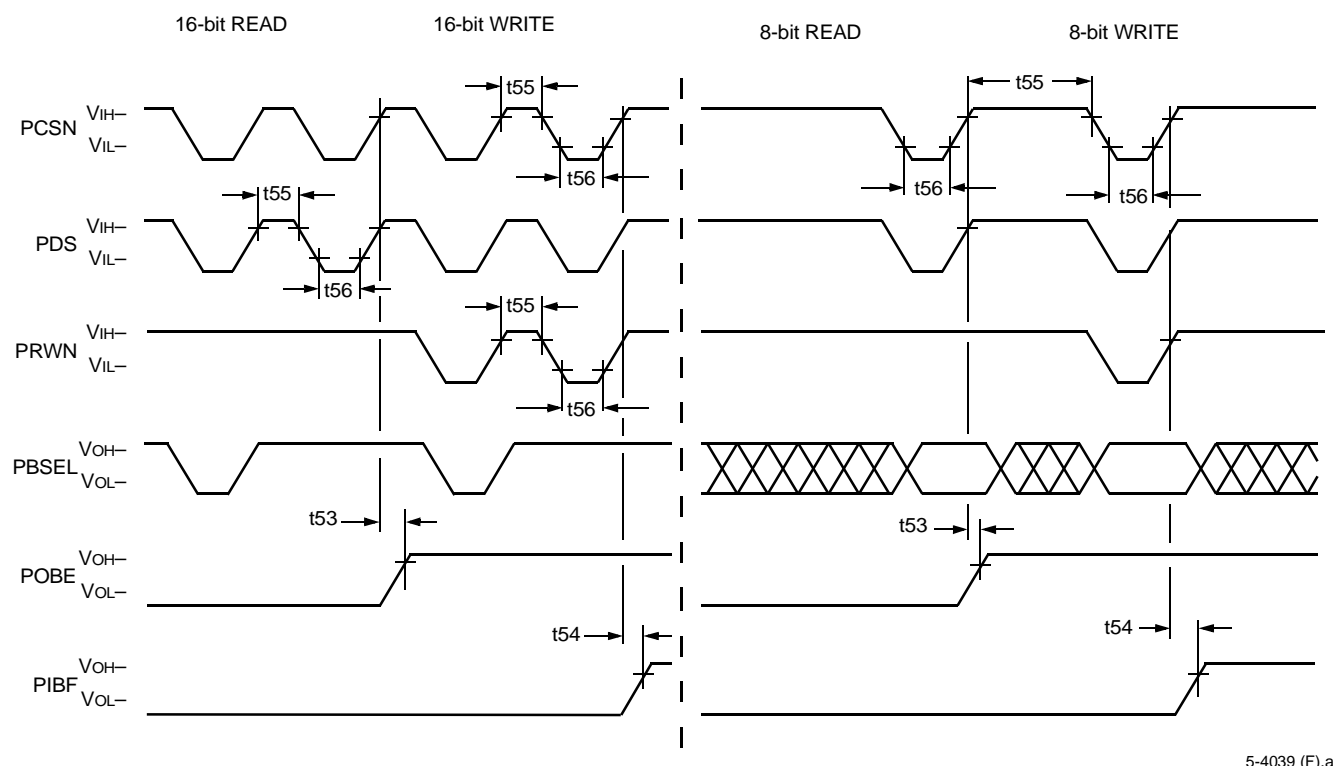 16-bit READ
16-bit WRITE
8-bit READ
8-bit WRITE
t55
t55
PCSN
VIH–
VIL–
t56
t56
t56
t55
PDS
VIH–
VIL–
t56
t55
PRWN
VIH–
VIL–
t56
PBSEL
VOH–
VOL–
t53
t53
POBE
VOH–
VOL–
t54
t54
PIBF
VOH–
VOL–
5-4039 (F).a